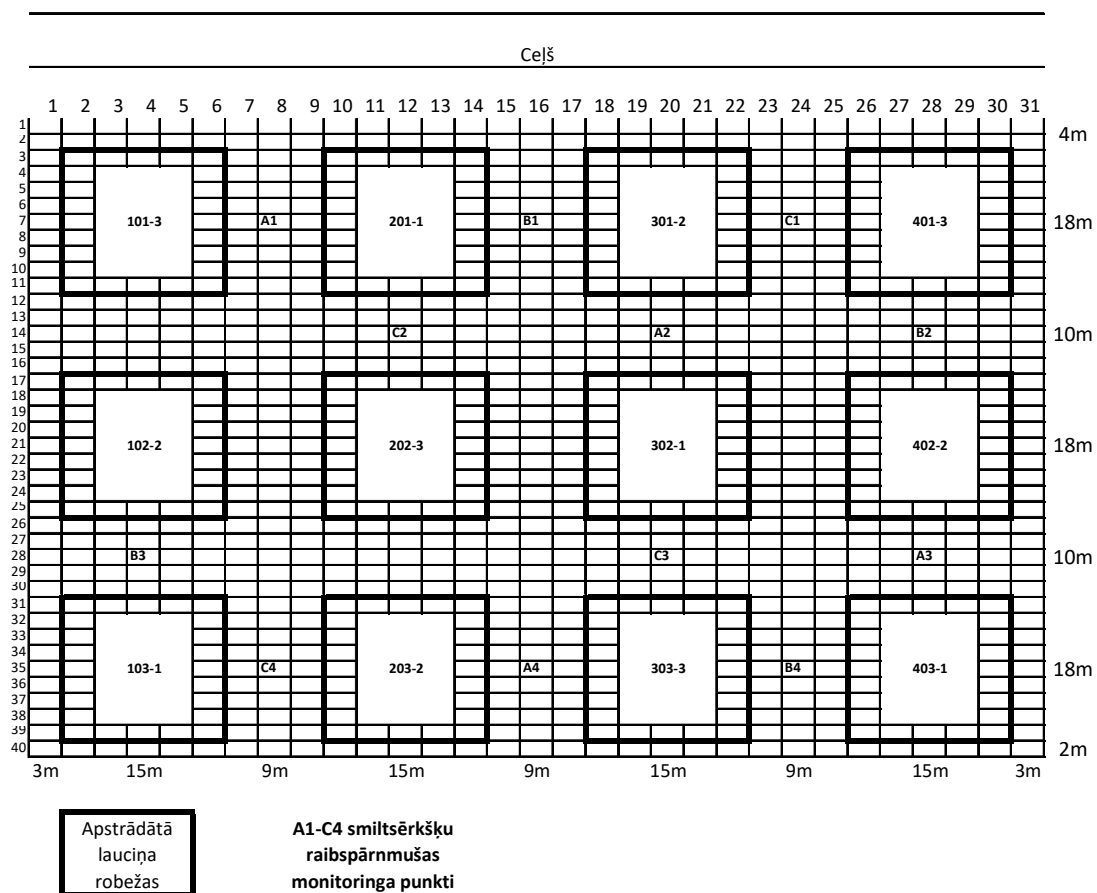 Ceļš
1 2 3 4 5 6 7 8 9 10 11 12 13 14 15 16 17 18 19 20 21 22 23 24 25 26 27 28 29 30 31
1
2 4m
3
4
5
6
7 101-3 A1 201-1 B1 301-2 C1 401-3 18m
8
9
10
11
12
13
14 C2 A2 B2 10m
15
16
17
18
19
20
21 102-2 202-3 302-1 402-2 18m
22
23
24
25
26
27
28 B3 C3 A3 10m
29
30
31
32
33
34
35 103-1 C4 203-2 A4 303-3 B4 403-1 18m
36
37
38
39
40 2m
3m 15m 9m 15m 9m 15m 9m 15m 3m
Apstrādātā
lauciņa
robežas
A1-C4 smiltsērkšķu
raibspārnmušas
monitoringa punkti